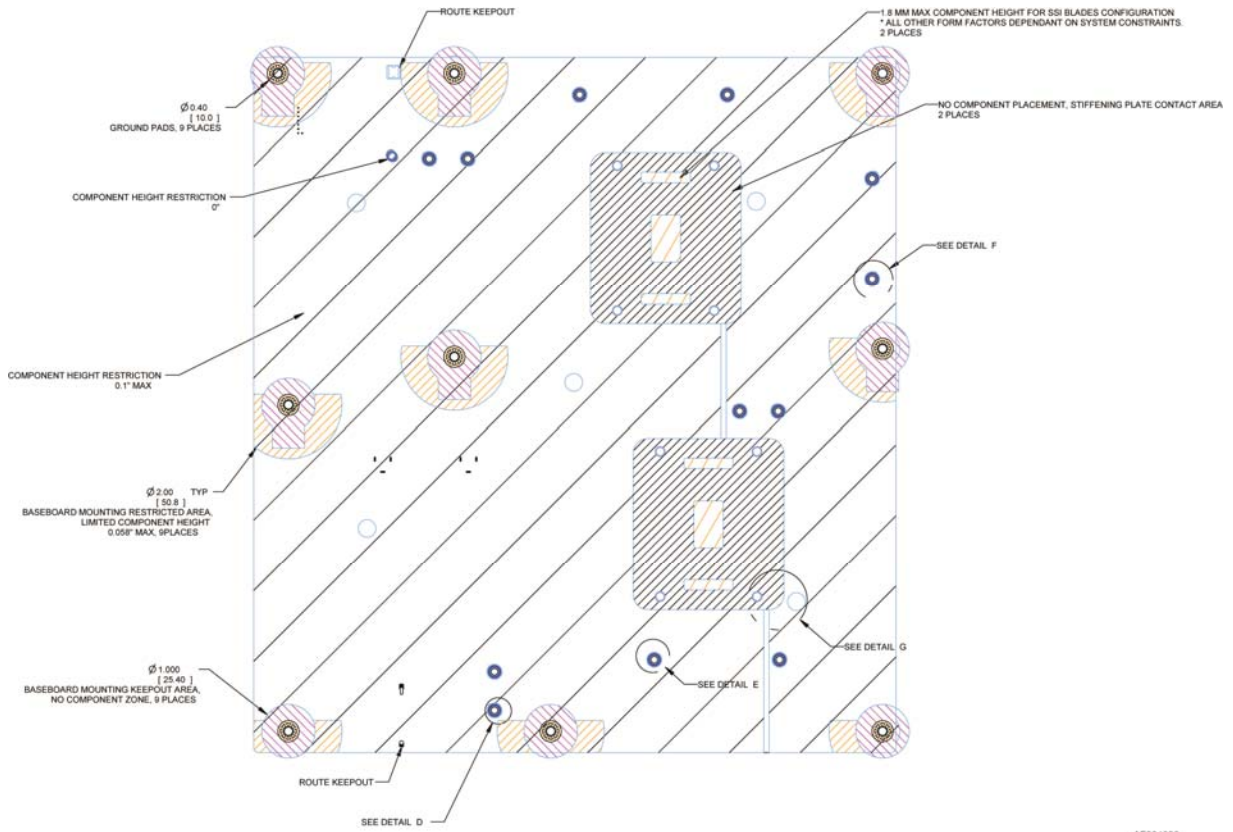 ROUTE KEEPOUT
1.8 MM MAX COMPONENT HEIGHT FOR SSI BLADES CONFIGURATION
* ALL OTHER FORM FACTORS DEPENDANT ON SYSTEM CONSTRAINTS.
2 PLACES
Ø 0.40
[ 10.0 ]
GROUND PADS, 9 PLACES
NO COMPONENT PLACEMENT, STIFFENING PLATE CONTACT AREA
2 PLACES
COMPONENT HEIGHT RESTRICTION
0"
SEE DETAIL F
COMPONENT HEIGHT RESTRICTION
0.1" MAX
Ø 2.00 TYP
[ 50.8 ]
BASEBOARD MOUNTING RESTRICTED AREA,
LIMITED COMPONENT HEIGHT
0.058" MAX, 9PLACES
SEE DETAIL G
Ø 1.000
[ 25.40 ]
BASEBOARD MOUNTING KEEPOUT AREA,
NO COMPONENT ZONE, 9 PLACES
SEE DETAIL E
ROUTE KEEPOUT
SEE DETAIL D